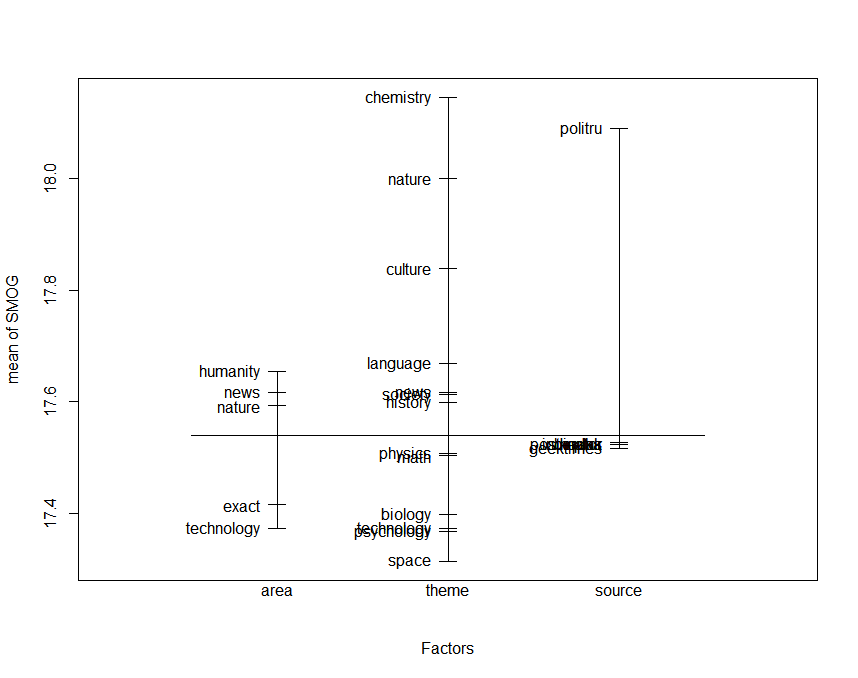 chemistry
politru
18.0
nature
culture
17.8
mean of SMOG
language
humanity
news
news
society
17.6
nature
history
physics
math
geektimes
exact
17.4
biology
technology
technology
psychology
space
area
theme
source
Factors